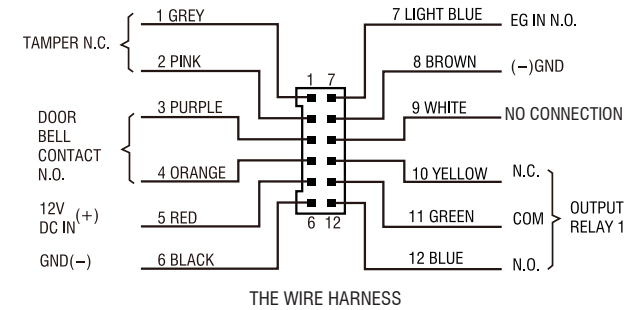 1 GREY
TAMPER N.C.
2 PINK
3 PURPLE
DOOR
BELL
CONTACT
N.O.
4 ORANGE
12V
DC IN (+)
5 RED
GND(−)
6 BLACK
1 7
6 12
7 LIGHT BLUE
EG IN N.O.
8 BROWN
(−)GND
9 WHITE
NO CONNECTION
10 YELLOW
N.C.
11 GREEN
COM
OUTPUT
RELAY 1
12 BLUE
N.O.
THE WIRE HARNESS